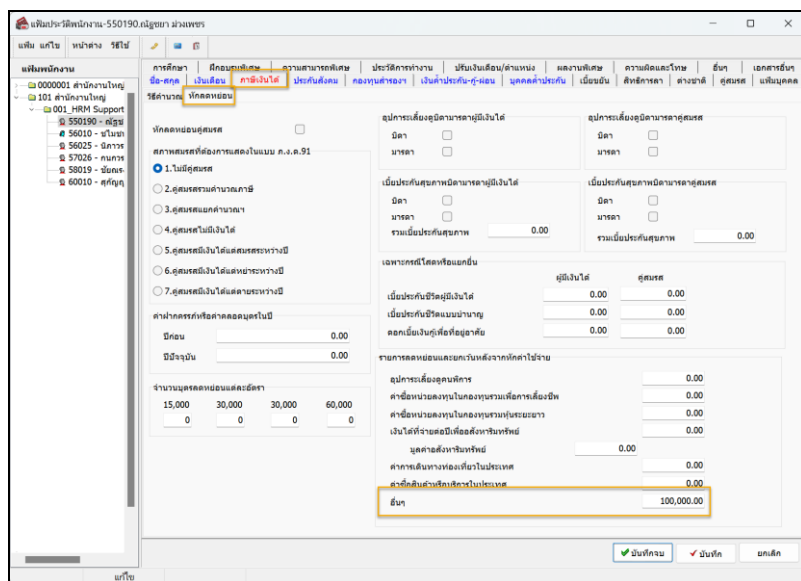 แฟ้มประวัติพนักงาน-550190.ณัฐชยา ม่วงเพชร
แฟ้ม แก้ไข หน้าต่าง วิธีใช้
แฟ้มพนักงาน
0000001 สำนักงานใหญ่
101 สำนักงานใหญ่
001_HRM Support
550190 - ณัฐช
56010 - ชไมพ
56025 - นิภาวร
57026 - กนกวร
58019 - ชัยณร
60010 - ศุภัญญ
การศึกษา ฝึกอบรมพิเศษ ความสามารถพิเศษ ประวัติการทำงาน ปรับเงินเดือน/ตำแหน่ง ผลงานพิเศษ ความผิดและโทษ อื่นๆ เอกสารอื่นๆ
ชื่อ-สกุล เงินเดือน ภาษีเงินได้ ประกันสังคม กองทุนสำรองฯ เงินค้ำประกัน-กู้-ผ่อน บุคคลค้ำประกัน เบี้ยขยัน สิทธิการลา ต่างชาติ คู่สมรส แฟ้มบุคคล
วิธีคำนวณ หักลดหย่อน
หักลดหย่อนคู่สมรส
สภาพสมรสที่ต้องการแสดงในแบบ ภ.ง.ด.91
1.ไม่มีคู่สมรส
2.คู่สมรสรวมคำนวณภาษี
3.คู่สมรสแยกคำนวณฯ
4.คู่สมรสไม่มีเงินได้
5.คู่สมรสมีเงินได้แต่สมรสระหว่างปี
6.คู่สมรสมีเงินได้แต่หย่าระหว่างปี
7.คู่สมรสมีเงินได้แต่ตายระหว่างปี
ค่าฝากครรภ์หรือค่าคลอดบุตรในปี
ปีก่อน 0.00
ปีปัจจุบัน 0.00
จำนวนบุตรลดหย่อนแต่ละอัตรา
15,000 30,000 30,000 60,000
0 0 0 0
อุปการะเลี้ยงดูบิดามารดาผู้มีเงินได้
บิดา
มารดา
อุปการะเลี้ยงดูบิดามารดาคู่สมรส
บิดา
มารดา
เบี้ยประกันสุขภาพบิดามารดาผู้มีเงินได้
บิดา
มารดา
รวมเบี้ยประกันสุขภาพ 0.00
เบี้ยประกันสุขภาพบิดามารดาคู่สมรส
บิดา
มารดา
รวมเบี้ยประกันสุขภาพ 0.00
เฉพาะกรณีโสดหรือแยกยื่น
ผู้มีเงินได้ คู่สมรส
เบี้ยประกันชีวิตผู้มีเงินได้ 0.00 0.00
เบี้ยประกันชีวิตแบบบำนาญ 0.00 0.00
ดอกเบี้ยเงินกู้เพื่อที่อยู่อาศัย 0.00 0.00
รายการลดหย่อนและยกเว้นหลังจากหักค่าใช้จ่าย
อุปการะเลี้ยงดูคนพิการ 0.00
ค่าซื้อหน่วยลงทุนในกองทุนรวมเพื่อการเลี้ยงชีพ 0.00
ค่าซื้อหน่วยลงทุนในกองทุนรวมหุ้นระยะยาว 0.00
เงินได้ที่จ่ายต่อปีเพื่ออสังหาริมทรัพย์ 0.00
มูลค่าอสังหาริมทรัพย์ 0.00
ค่าการเดินทางท่องเที่ยวในประเทศ 0.00
ค่าซื้อสินค้าหรือบริการในประเทศ 0.00
อื่นๆ 100,000.00
บันทึกจบ บันทึก ยกเลิก
แก้ไข